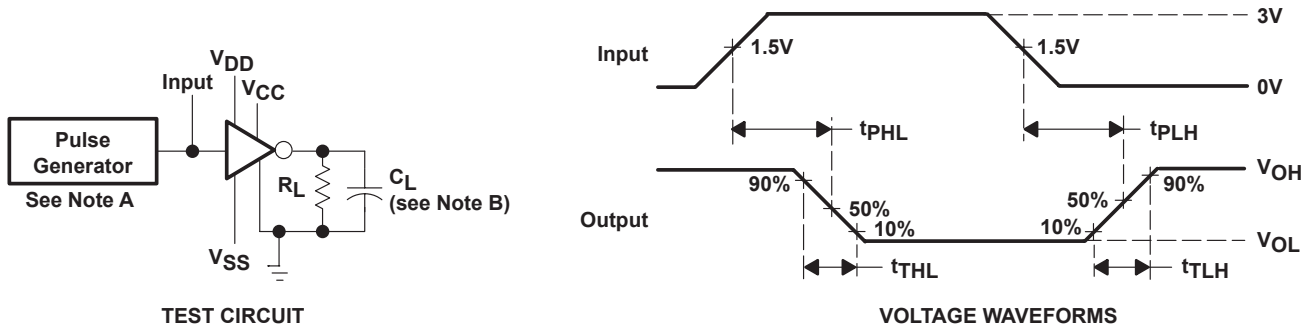 Pulse
Generator
See Note A
Input
VDD
VCC
VSS
RL
CL
(see Note B)
TEST CIRCUIT
Input
1.5V
1.5V
3V
0V
tPHL
tPLH
Output
90%
50%
10%
10%
50%
90%
VOH
VOL
tTHL
tTLH
VOLTAGE WAVEFORMS